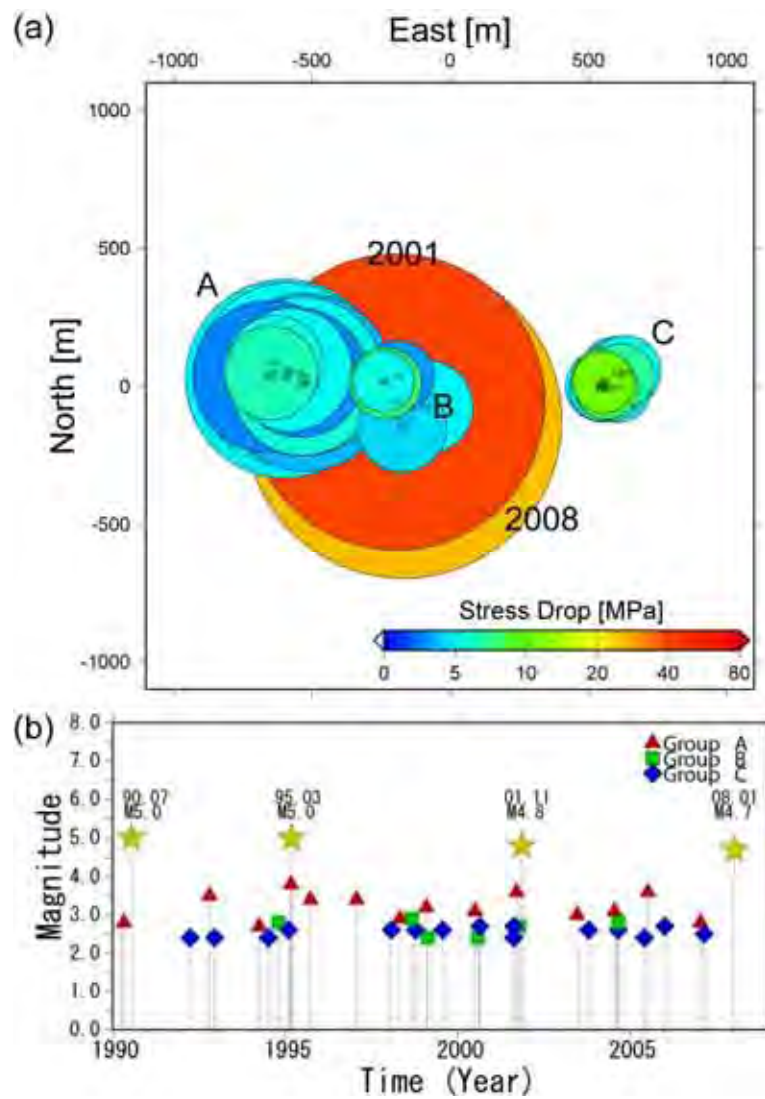 (a)
East [m]
-1000 -500 0 500 1000
North [m]
1000
500
0
-500
-1000
2001
A
B
C
2008
Stress Drop [MPa]
0 5 10 20 40 80
(b)
Magnitude
8.0
7.0
6.0
5.0
4.0
3.0
2.0
1.0
0.0
Group A
Group B
Group C
90.07
M5.0
95.03
M5.0
01.11
M4.8
08.01
M4.7
1990 1995 2000 2005
Time (Year)